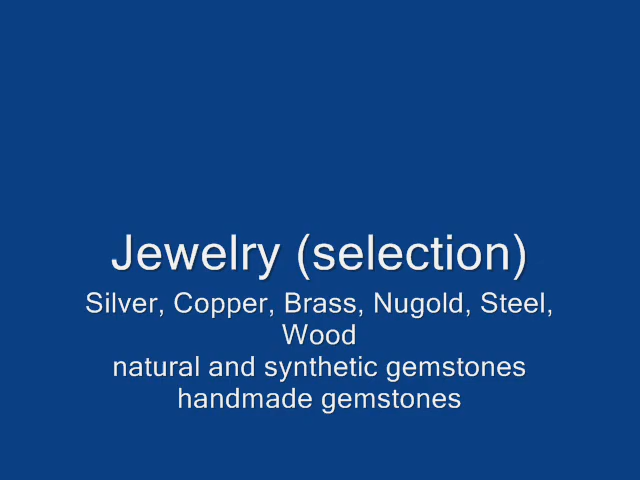 Jewelry (selection)
Silver, Copper, Brass, Nugold, Steel,
Wood
natural and synthetic gemstones
handmade gemstones